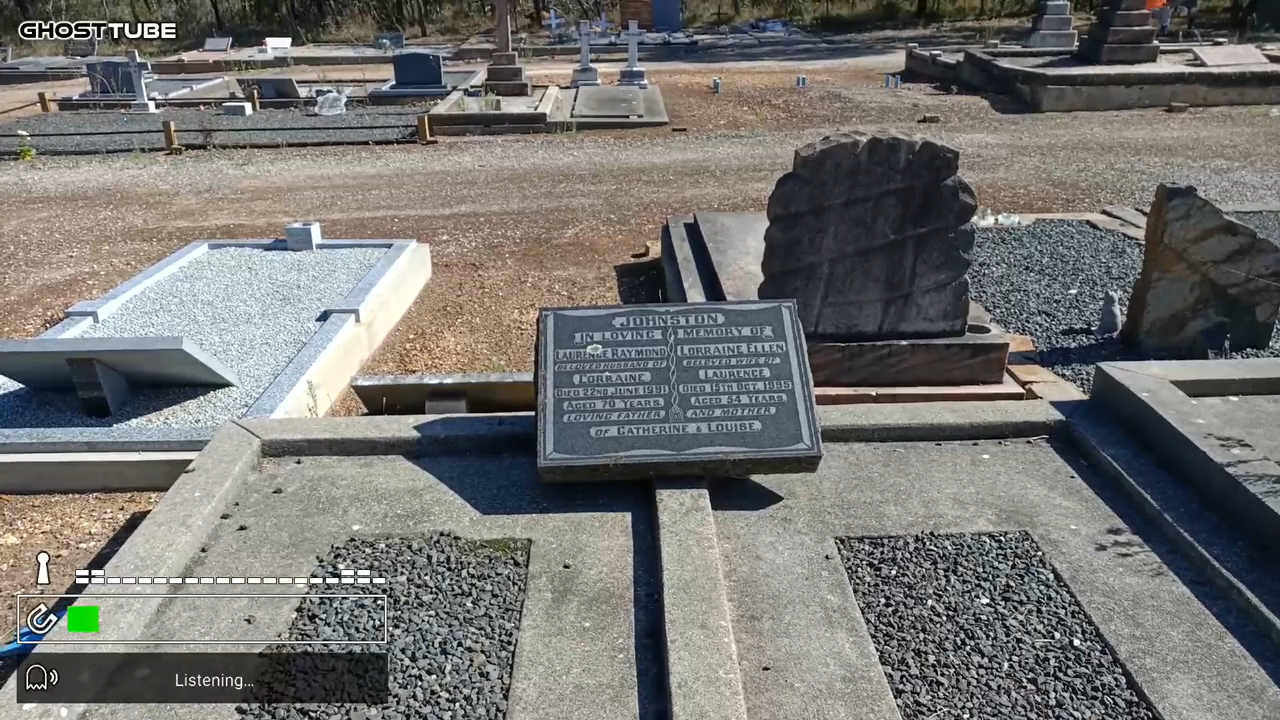 GHOSTTUBE
JOHNSTON
IN LOVING MEMORY OF
LAURENCE RAYMOND
BELOVED HUSBAND OF
LORRAINE
DIED 22ND JUNE 1991
AGED 70 YEARS.
LOVING FATHER
LORRAINE ELLEN
BELOVED WIFE OF
LAURENCE
DIED 15TH OCT. 1995
AGED 54 YEARS.
AND MOTHER
OF CATHERINE & LOUISE.
Listening...